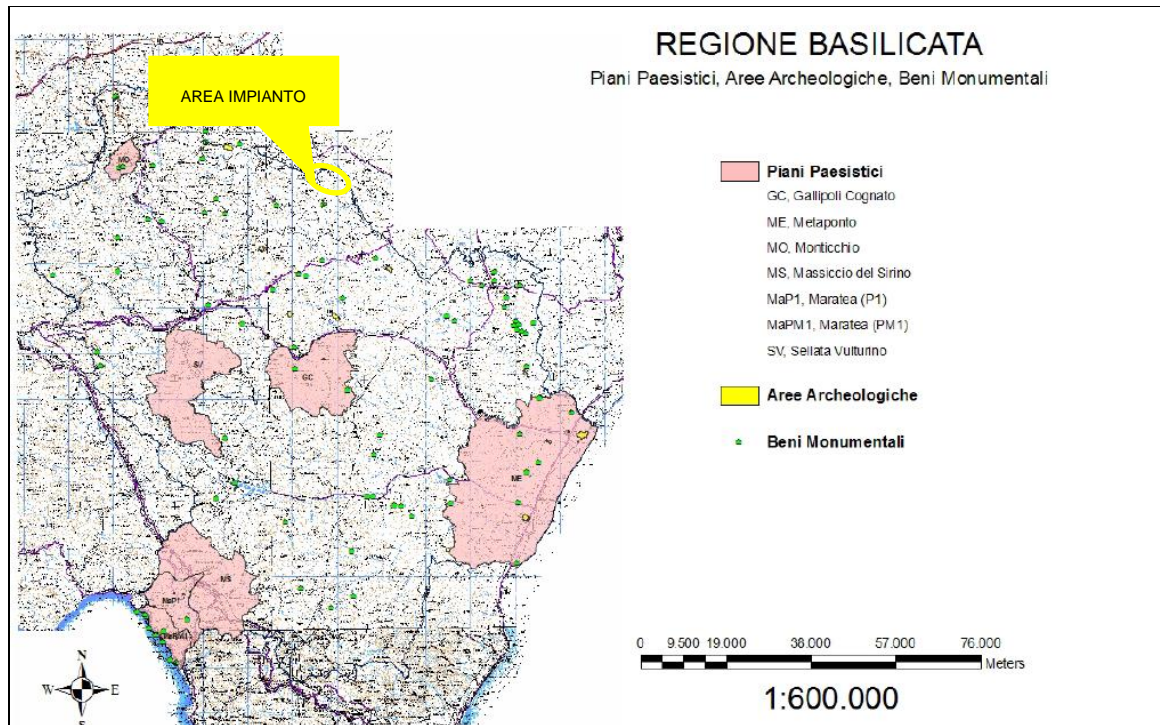 REGIONE BASILICATA
Piani Paesistici, Aree Archeologiche, Beni Monumentali
AREA IMPIANTO
Piani Paesistici
GC, Gallipoli Cognato
ME, Metaponto
MO, Monticchio
MS, Massiccio del Sirino
MaP1, Maratea (P1)
MaPM1, Maratea (PM1)
SV, Sellata Vulturino
Aree Archeologiche
Beni Monumentali
MO
SV
GC
ME
MS
MaP1
N
W E
S
0 9.500 19.000 38.000 57.000 76.000
Meters
1:600.000